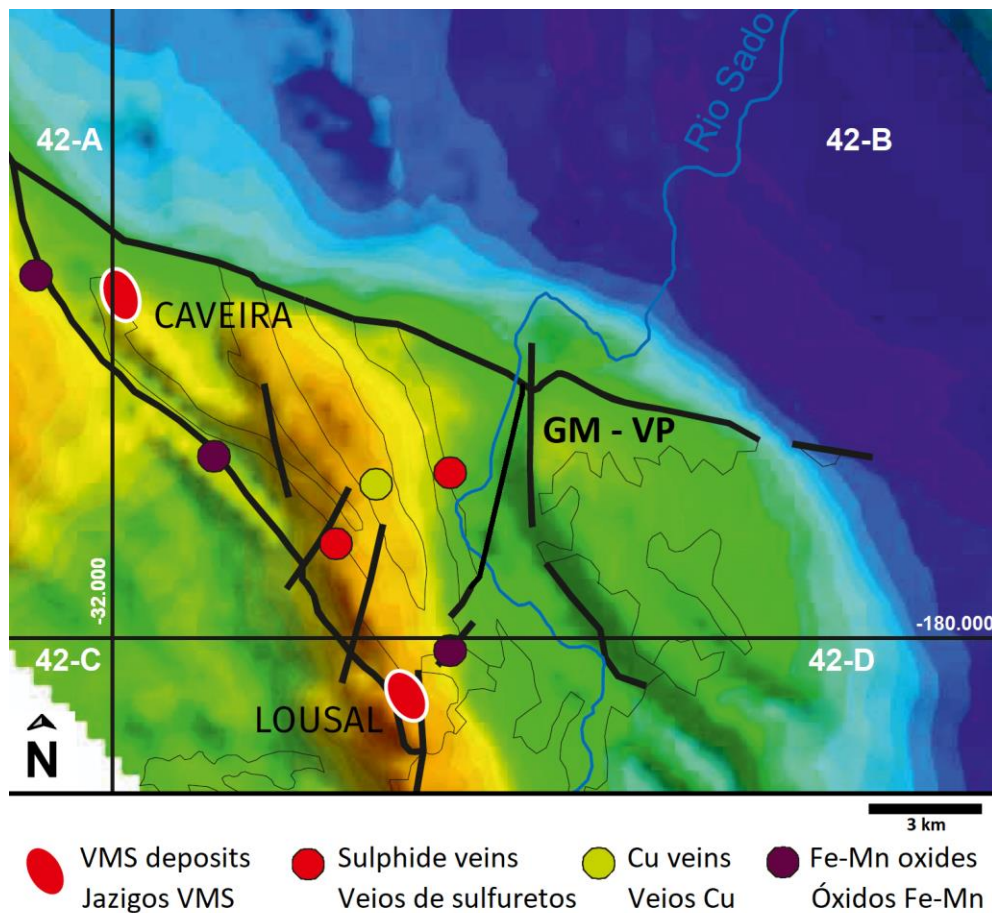 Rio Sado
42-A
42-B
CAVEIRA
GM - VP
-32.000
-180.000
42-C
42-D
LOUSAL
N
3 km
VMS deposits
Jazigos VMS
Sulphide veins
Veios de sulfuretos
Cu veins
Veios Cu
Fe-Mn oxides
Óxidos Fe-Mn